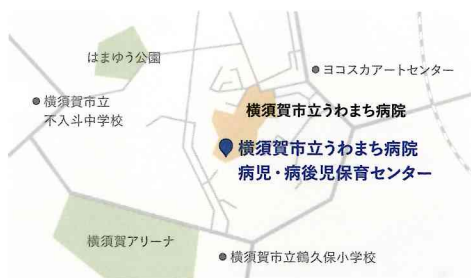 はまゆう公園
ヨコスカアートセンター
横須賀市立
不入斗中学校
横須賀市立うわまち病院
横須賀市立うわまち病院
病児・病後児保育センター
横須賀アリーナ
横須賀市立鶴久保小学校